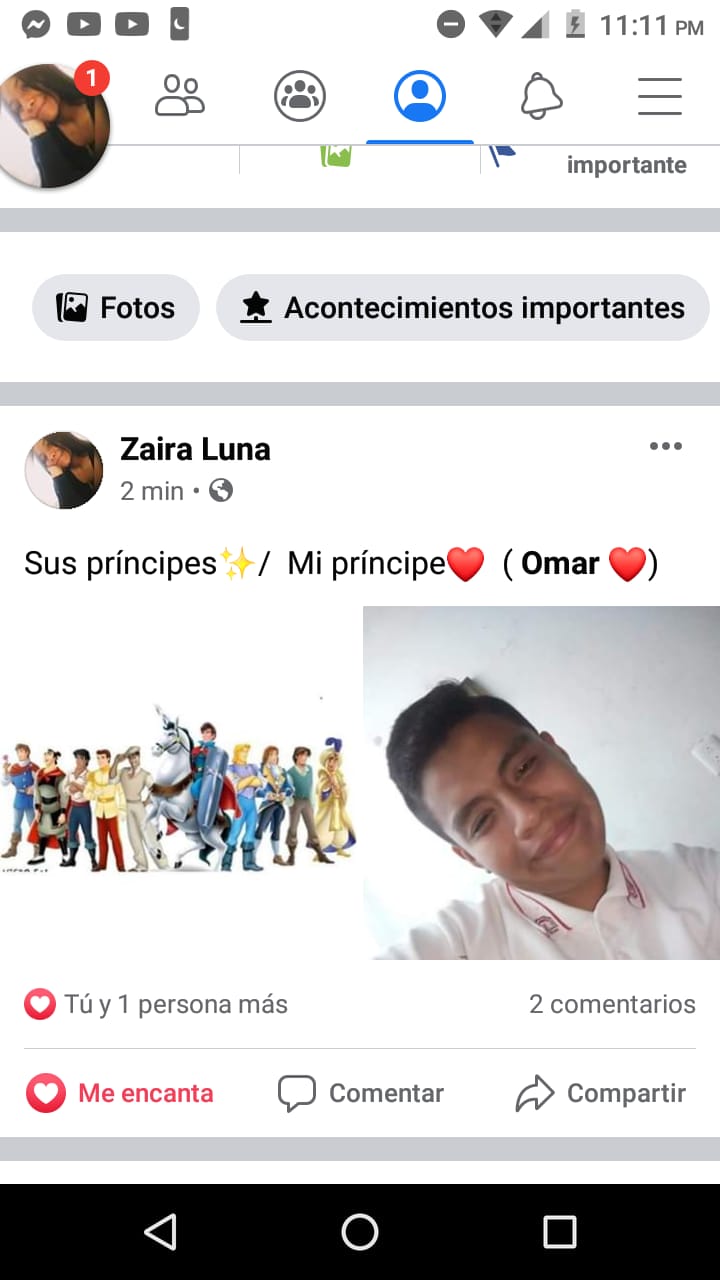 11:11 PM
1
importante
Fotos
Acontecimientos importantes
Zaira Luna
2 min •
Sus príncipes✨/ Mi príncipe❤️ ( Omar ❤️)
Tú y 1 persona más
2 comentarios
Me encanta
Comentar
Compartir